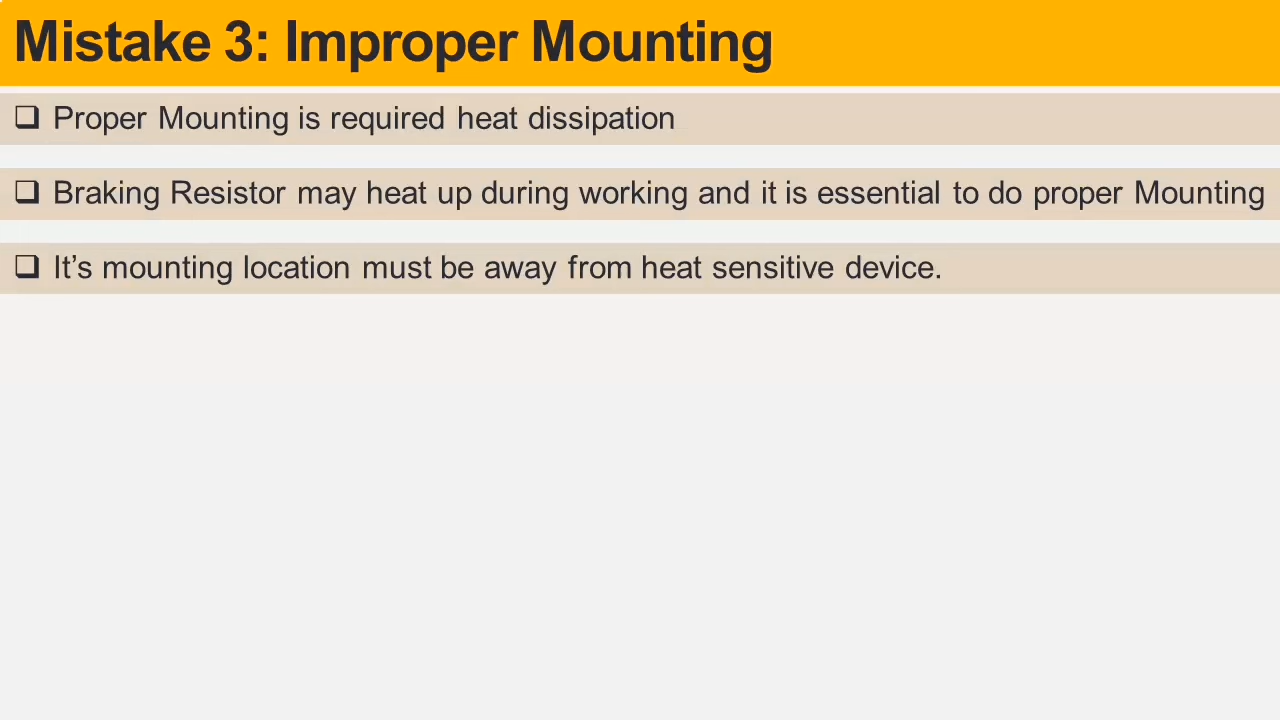 Mistake 3: Improper Mounting
❑ Proper Mounting is required heat dissipation
❑ Braking Resistor may heat up during working and it is essential to do proper Mounting
❑ It’s mounting location must be away from heat sensitive device.